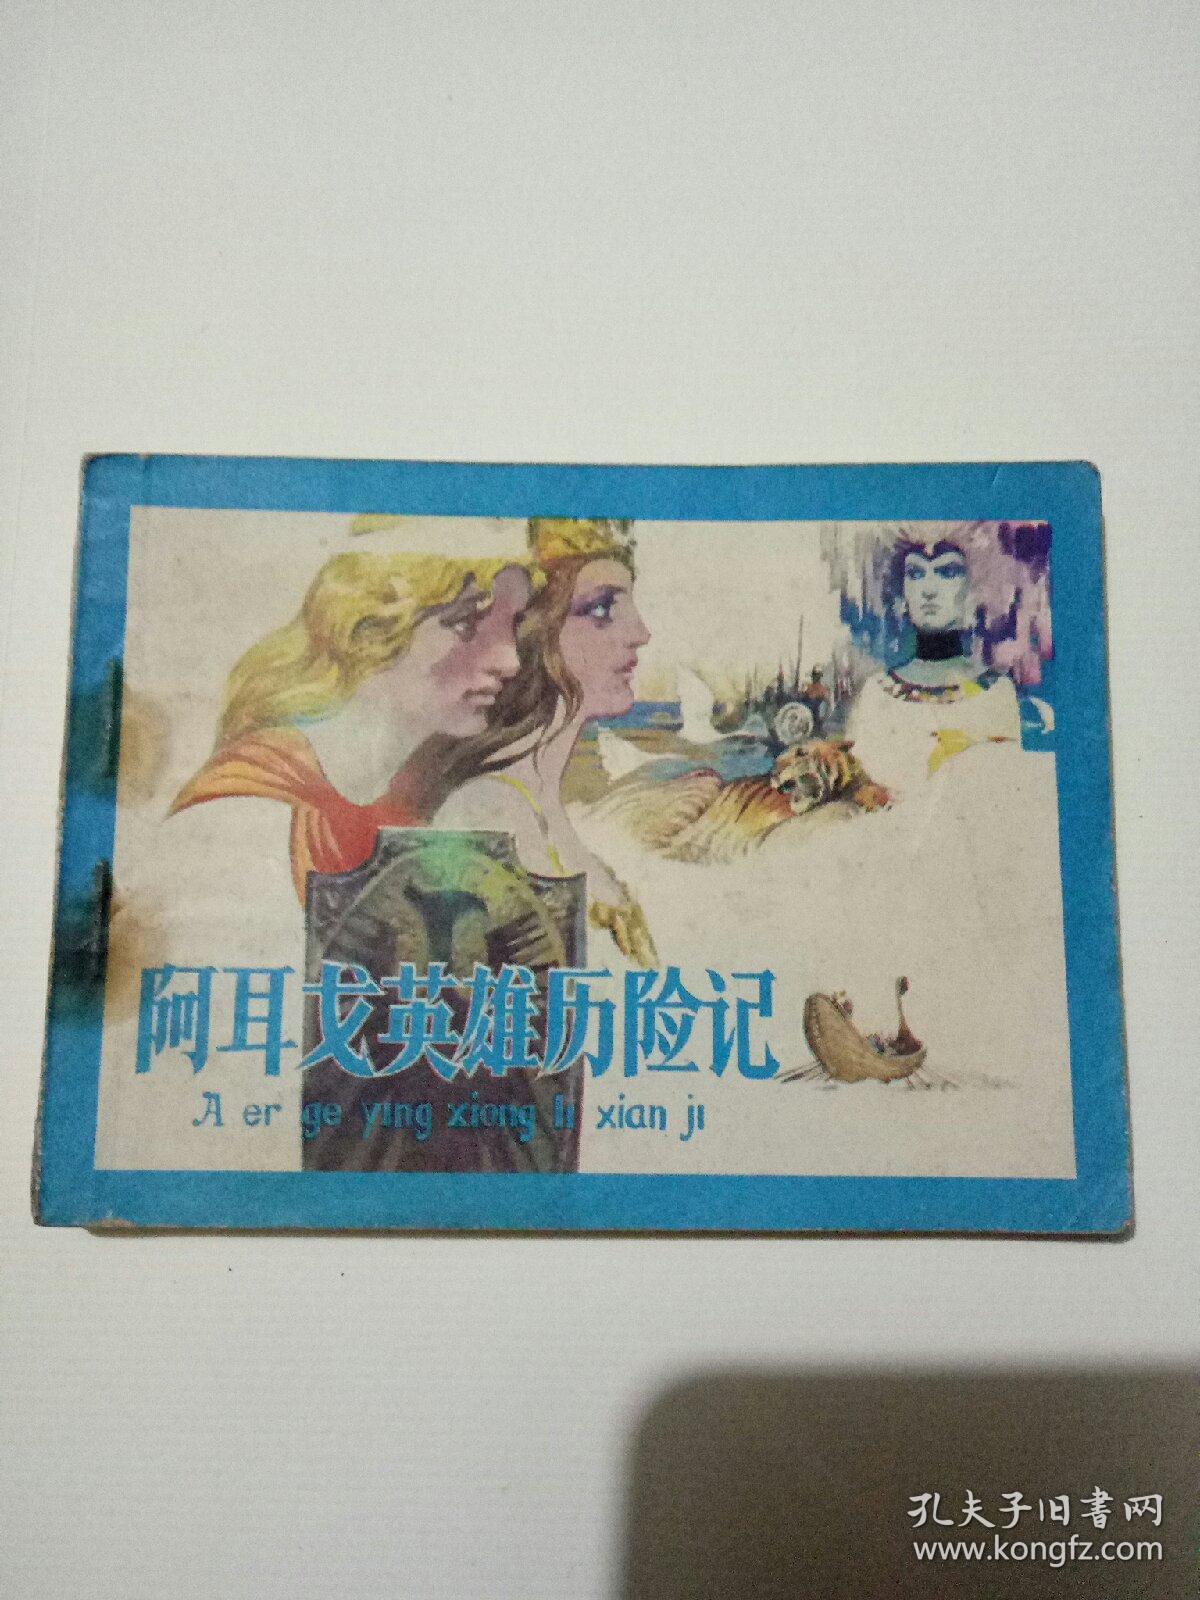 阿耳戈英雄历险记
A er ge ying xiong li xian ji
孔夫子旧书网
www.kongfz.com